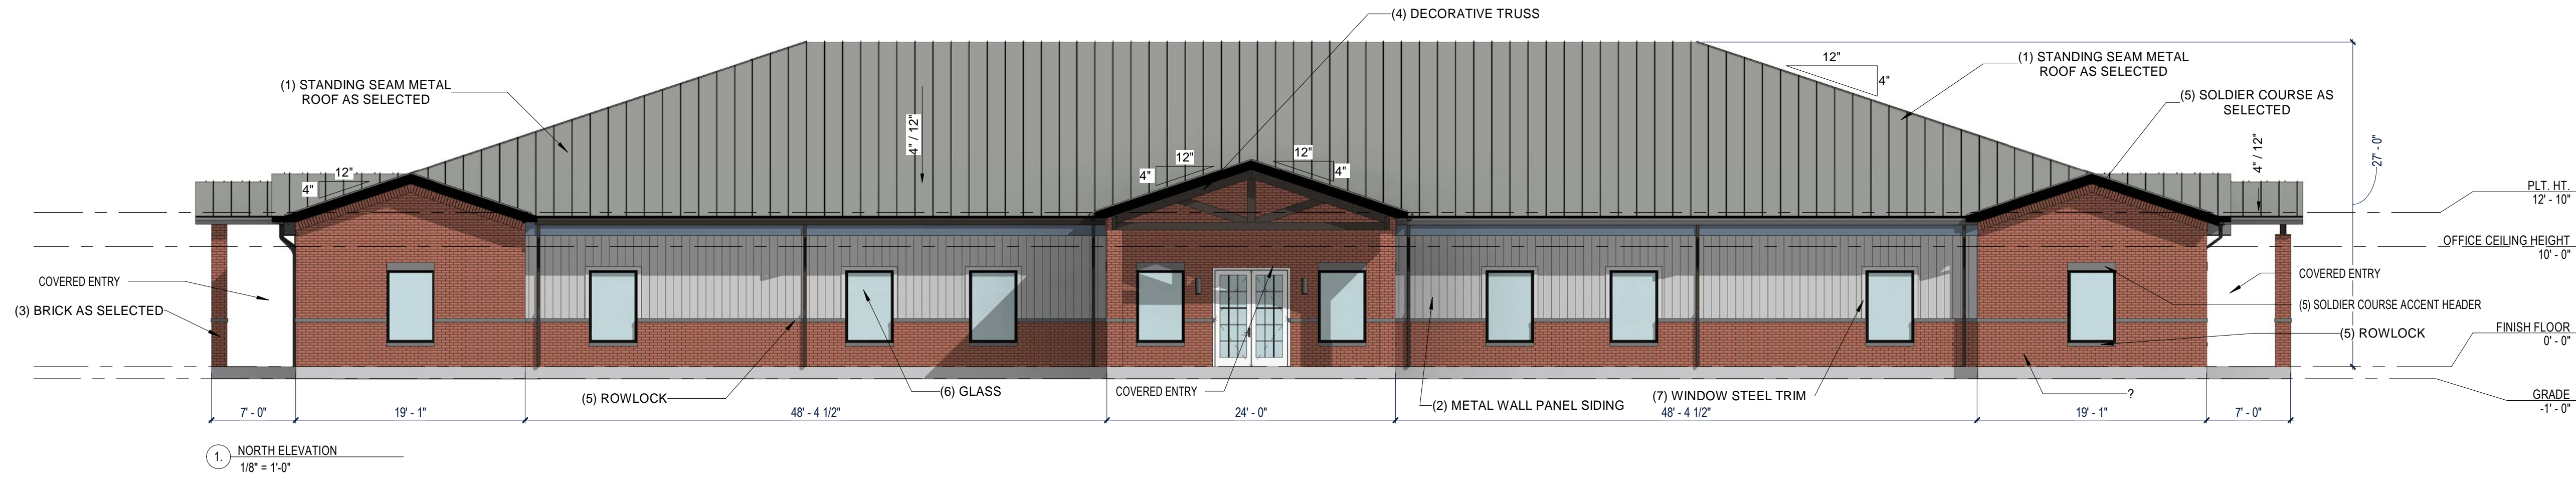 (4) DECORATIVE TRUSS
(1) STANDING SEAM METAL
ROOF AS SELECTED
12"
4"
(1) STANDING SEAM METAL
ROOF AS SELECTED
(5) SOLDIER COURSE AS
SELECTED
4" / 12"
4" / 12"
27' - 0"
12"
4"
12"
4"
12"
4"
PLT. HT.
12' - 10"
OFFICE CEILING HEIGHT
10' - 0"
COVERED ENTRY
COVERED ENTRY
(3) BRICK AS SELECTED
(5) SOLDIER COURSE ACCENT HEADER
FINISH FLOOR
0' - 0"
(5) ROWLOCK
(5) ROWLOCK
(6) GLASS
COVERED ENTRY
(2) METAL WALL PANEL SIDING
(7) WINDOW STEEL TRIM
?
GRADE
-1' - 0"
7' - 0"
19' - 1"
48' - 4 1/2"
24' - 0"
48' - 4 1/2"
19' - 1"
7' - 0"
1.
NORTH ELEVATION
1/8" = 1'-0"